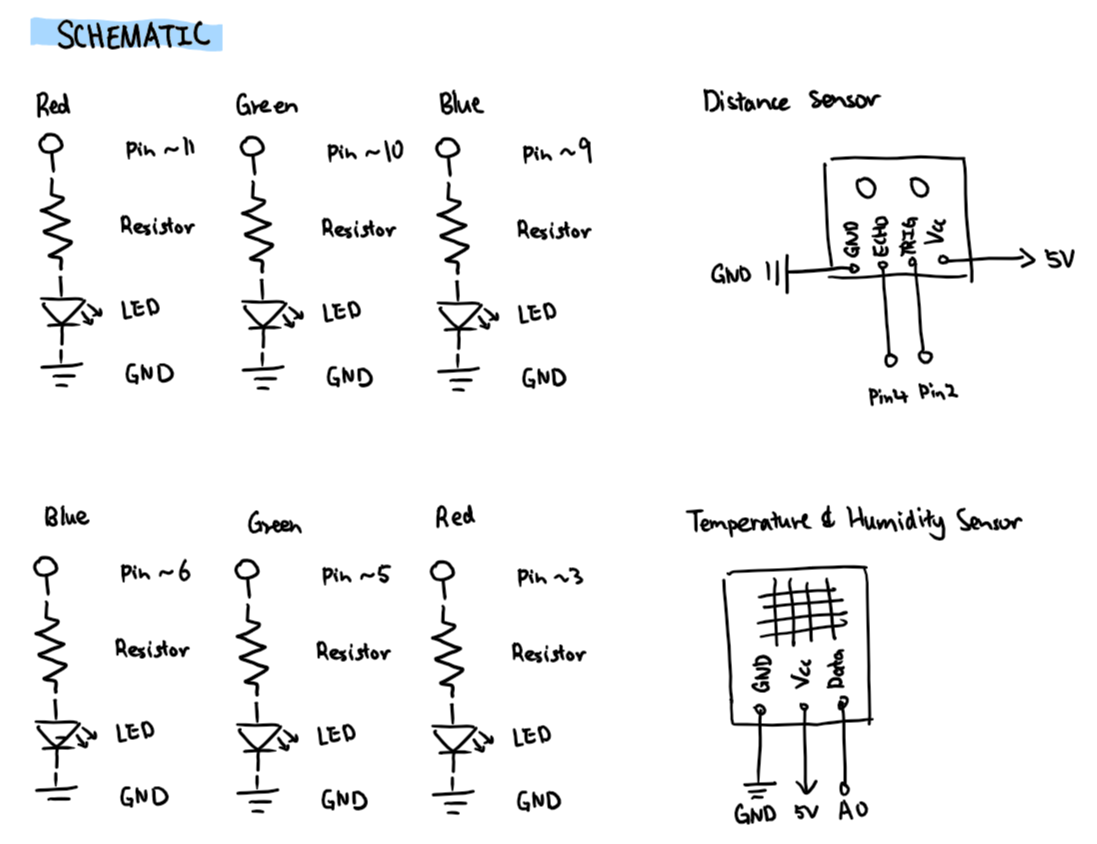 SCHEMATIC
Red
Pin ~11
Resistor
LED
GND
Green
Pin ~10
Resistor
LED
GND
Blue
Pin ~9
Resistor
LED
GND
Distance Sensor
GND
ECHO
TRIG
Vcc
GND
5V
Pin4 Pin2
Blue
Pin ~6
Resistor
LED
GND
Green
Pin ~5
Resistor
LED
GND
Red
Pin ~3
Resistor
LED
GND
Temperature & Humidity Sensor
GND
Vcc
Data
GND 5V A0